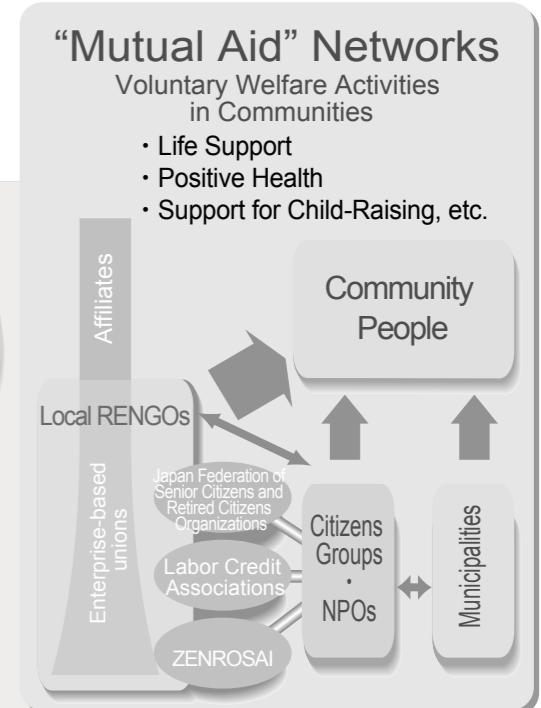 “Mutual Aid” Networks
Voluntary Welfare Activities
in Communities
・Life Support
・Positive Health
・Support for Child-Raising, etc.
Affiliates
Community
People
Local RENGOs
Enterprise-based
unions
Japan Federation of
Senior Citizens and
Retired Citizens
Organizations
Labor Credit
Associations
ZENROSAI
Citizens
Groups
・
NPOs
Municipalities